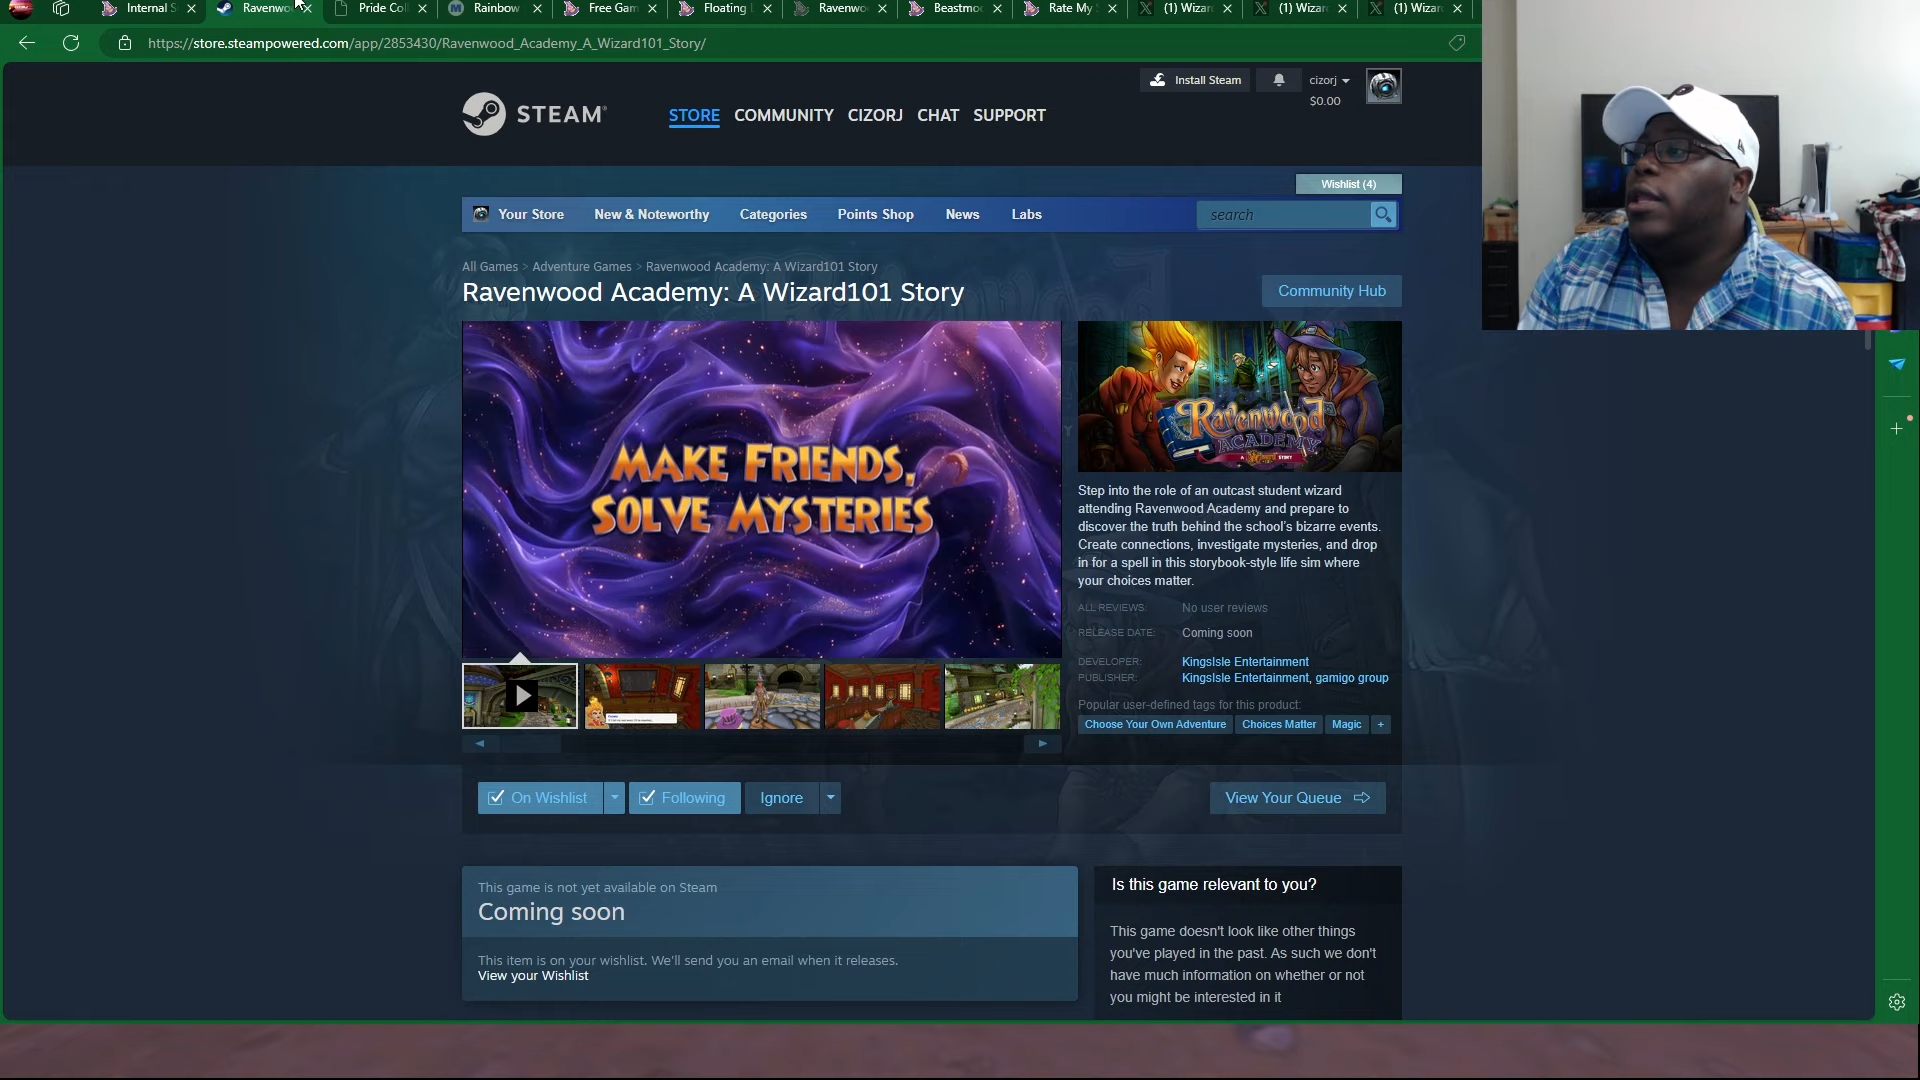 Internal S
Ravenwo
Pride Col
Rainbow
Free Gam
Floating
Ravenwo
Beastmo
Rate My
(1) Wizar
(1) Wizar
(1) Wizar
https://store.steampowered.com/app/2853430/Ravenwood_Academy_A_Wizard101_Story/
Install Steam
cizorj
$0.00
STEAM
STORE COMMUNITY CIZORJ CHAT SUPPORT
Wishlist (4)
Your Store New & Noteworthy Categories Points Shop News Labs
search
All Games > Adventure Games > Ravenwood Academy: A Wizard101 Story
Ravenwood Academy: A Wizard101 Story
Community Hub
MAKE FRIENDS,
SOLVE MYSTERIES
Ravenwood
ACADEMY
Step into the role of an outcast student wizard
attending Ravenwood Academy and prepare to
discover the truth behind the school's bizarre events.
Create connections, investigate mysteries, and drop
in for a spell in this storybook-style life sim where
your choices matter.
ALL REVIEWS: No user reviews
RELEASE DATE: Coming soon
DEVELOPER: KingsIsle Entertainment
PUBLISHER: KingsIsle Entertainment, gamigo group
Popular user-defined tags for this product:
Choose Your Own Adventure Choices Matter Magic +
On Wishlist Following Ignore
View Your Queue
This game is not yet available on Steam
Coming soon
This item is on your wishlist. We'll send you an email when it releases.
View your Wishlist
Is this game relevant to you?
This game doesn't look like other things
you've played in the past. As such we don't
have much information on whether or not
you might be interested in it